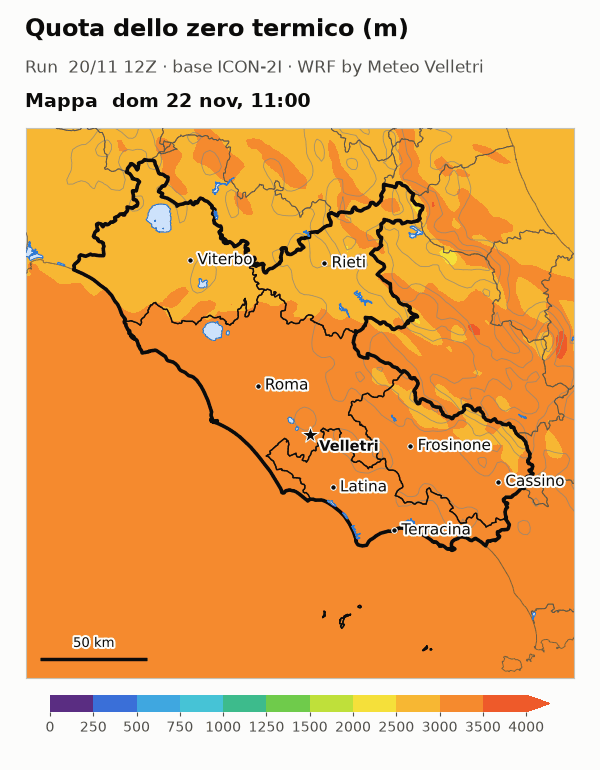 Quota dello zero termico (m)
Run  20/11 12Z · base ICON-2I · WRF by Meteo Velletri
Mappa  dom 22 nov, 11:00
Viterbo
Rieti
Roma
Velletri
Frosinone
Cassino
Latina
Terracina
50 km
0 250 500 750 1000 1250 1500 2000 2500 3000 3500 4000